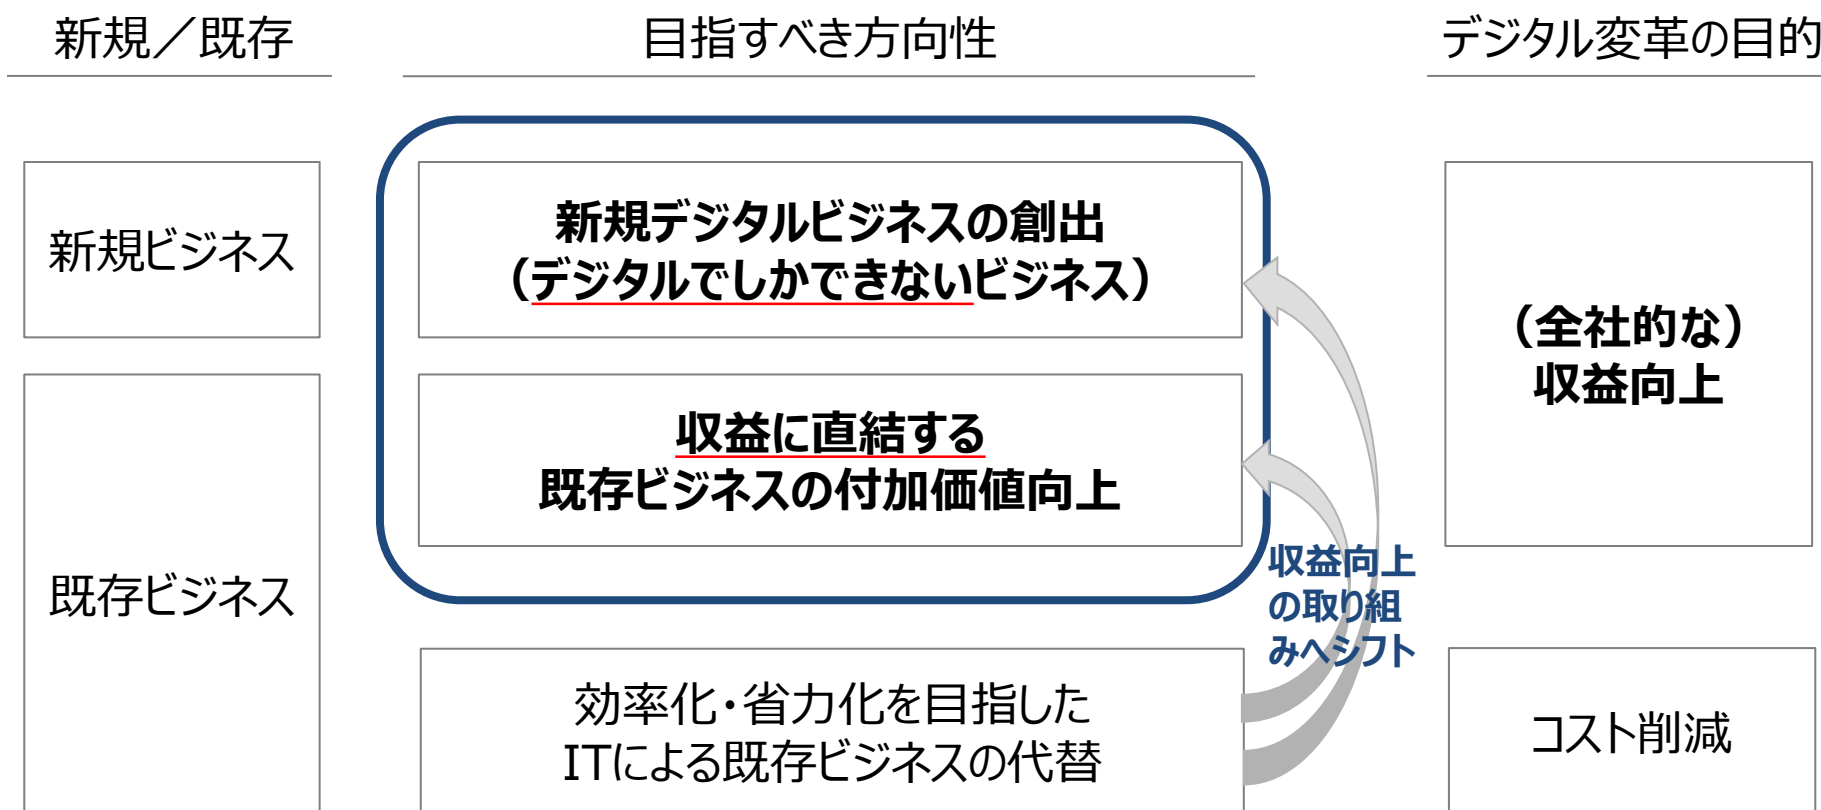 新規／既存
目指すべき方向性
デジタル変革の目的
新規ビジネス
新規デジタルビジネスの創出
（デジタルでしかできないビジネス）
（全社的な）
収益向上
既存ビジネス
収益に直結する
既存ビジネスの付加価値向上
収益向上
の取り組
みへシフト
効率化・省力化を目指した
ITによる既存ビジネスの代替
コスト削減